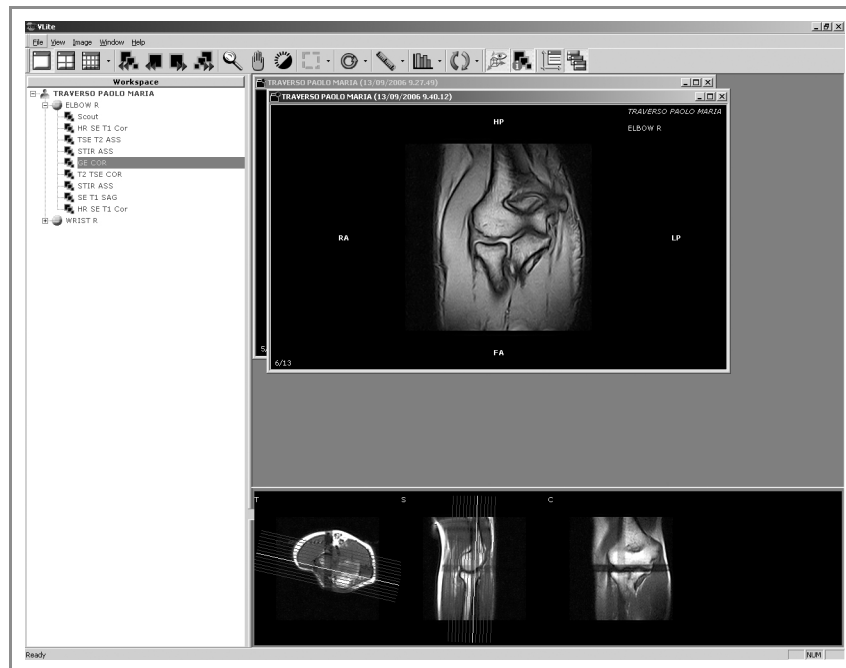 VLite
File View Image Window Help
Workspace
TRAVERSO PAOLO MARIA
ELBOW R
Scout
HR SE T1 Cor
TSE T2 ASS
STIR ASS
GE COR
T2 TSE COR
STIR ASS
SE T1 SAG
HR SE T1 Cor
WRIST R
TRAVERSO PAOLO MARIA (13/09/2006 9.27.49)
TRAVERSO PAOLO MARIA (13/09/2006 9.40.12)
TRAVERSO PAOLO MARIA
HP
ELBOW R
RA
LP
FA
5/
6/13
T
S
C
Ready
NUM